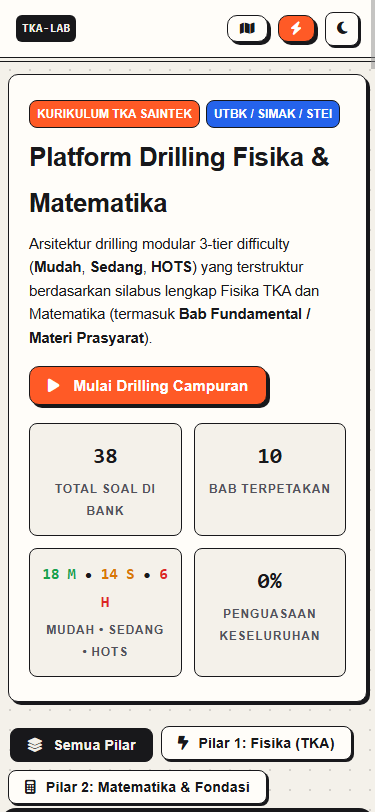 TKA-LAB
KURIKULUM TKA SAINTEK
UTBK / SIMAK / STEI
Platform Drilling Fisika &
Matematika
Arsitektur drilling modular 3-tier difficulty
(Mudah, Sedang, HOTS) yang terstruktur
berdasarkan silabus lengkap Fisika TKA dan
Matematika (termasuk Bab Fundamental /
Materi Prasyarat).
Mulai Drilling Campuran
38
TOTAL SOAL DI
BANK
10
BAB TERPETAKAN
18 M • 14 S • 6
H
MUDAH • SEDANG
• HOTS
0%
PENGUASAAN
KESELURUHAN
Semua Pilar
Pilar 1: Fisika (TKA)
Pilar 2: Matematika & Fondasi